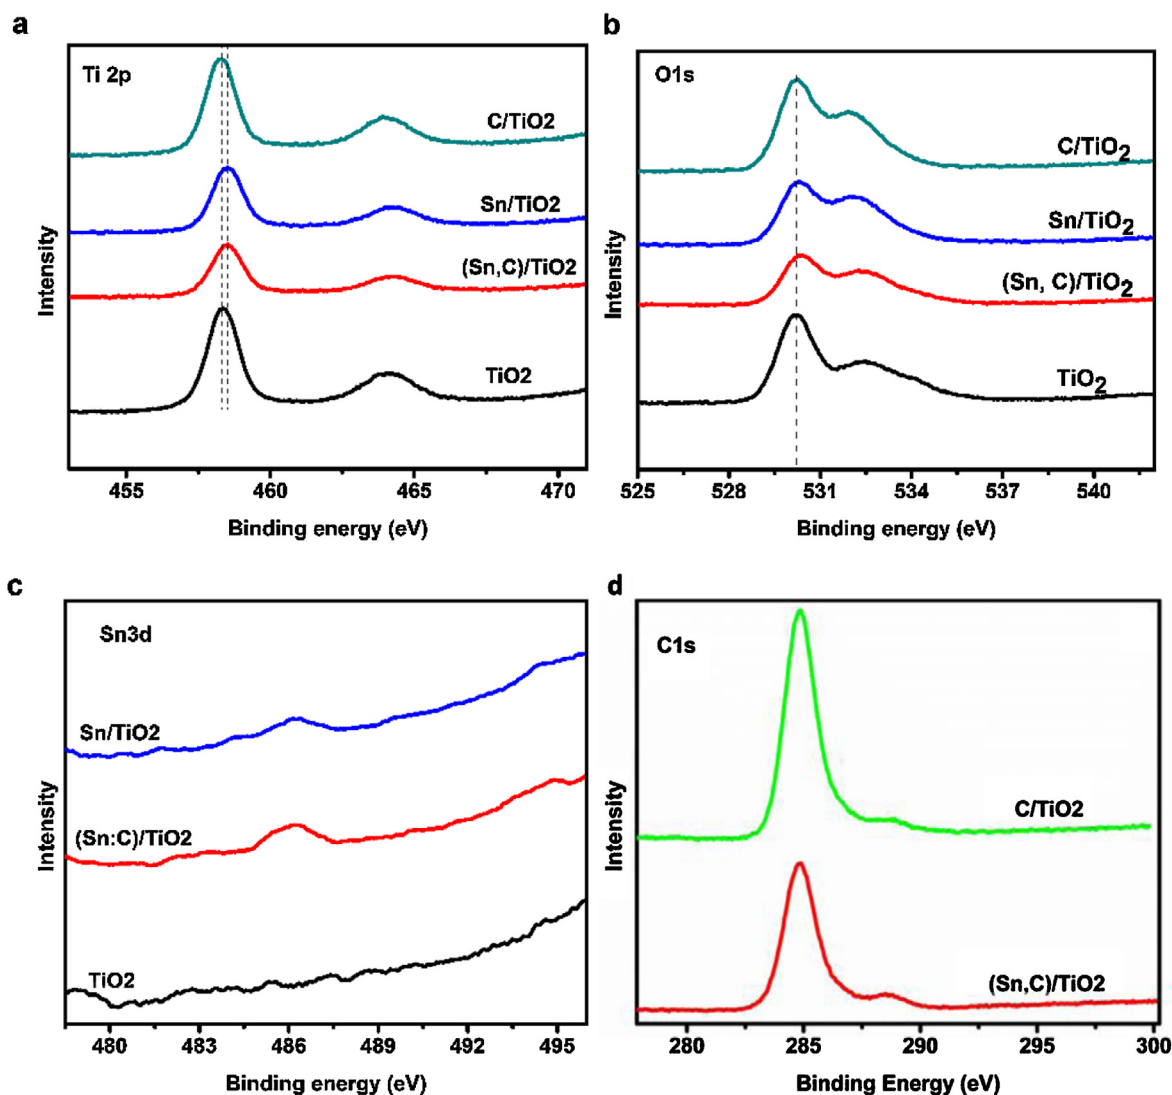 a
Ti 2p
C/TiO2
Sn/TiO2
(Sn,C)/TiO2
TiO2
Intensity
455 460 465 470
Binding energy (eV)
b
O1s
C/TiO2
Sn/TiO2
(Sn, C)/TiO2
TiO2
Intensity
525 528 531 534 537 540
Binding energy (eV)
c
Sn3d
Sn/TiO2
(Sn:C)/TiO2
TiO2
Intensity
480 483 486 489 492 495
Binding energy (eV)
d
C1s
C/TiO2
(Sn,C)/TiO2
Intensity
280 285 290 295 300
Binding Energy (eV)